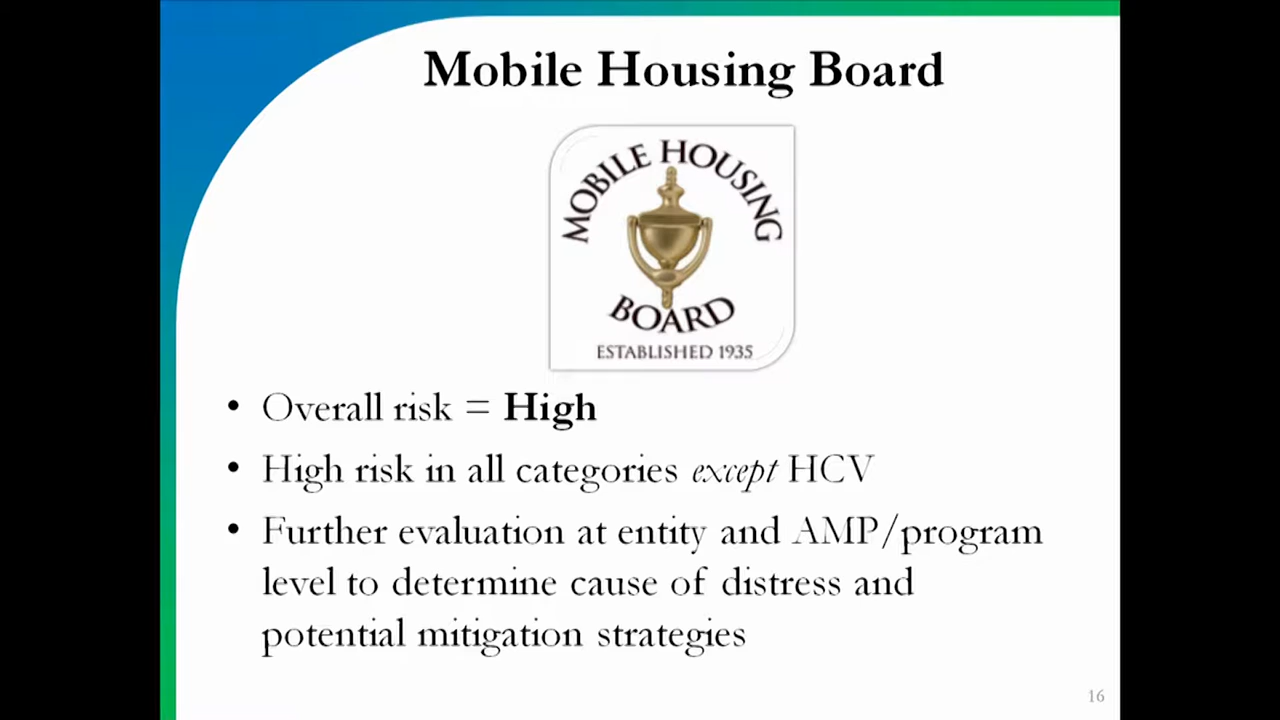 Mobile Housing Board
MOBILE HOUSING
BOARD
ESTABLISHED 1935
• Overall risk = High
• High risk in all categories except HCV
• Further evaluation at entity and AMP/program
level to determine cause of distress and
potential mitigation strategies
16